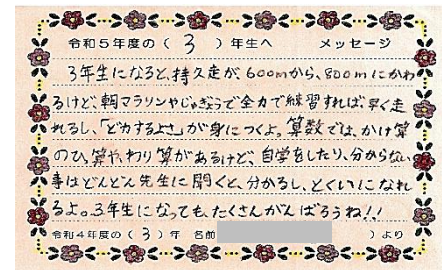 令和5年度の（3）年生へ　メッセージ
3年生になると、持久走が、600mから、800mにかわ
るけど、朝マラソンやじゅぎょうで全力で練習すれば、早く走
れるし、「どりょくするよさ」が身につくよ。算数では、かけ算
のひっ算や、わり算があるけど、自学をしたり、分からない
事はどんどん先生に聞くと、分かるし、とくいになれ
るよ。3年生になっても、たくさんがんばろうね!!
令和4年度の（3）年　名前　）より